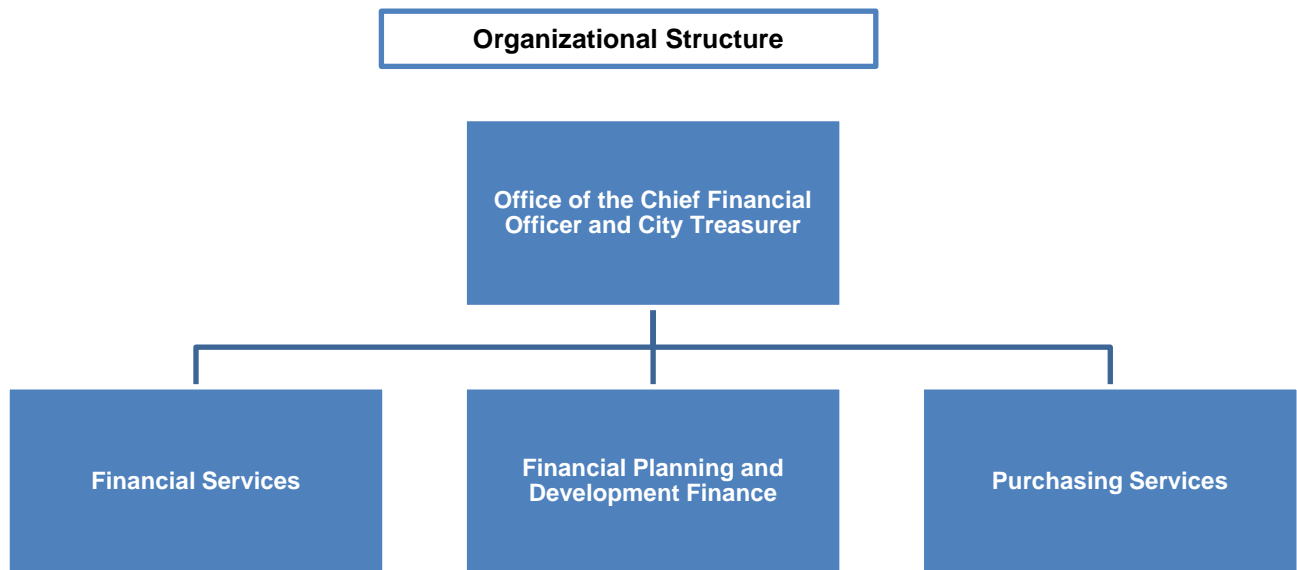 Organizational Structure
Office of the Chief Financial
Officer and City Treasurer
Financial Services
Financial Planning and
Development Finance
Purchasing Services